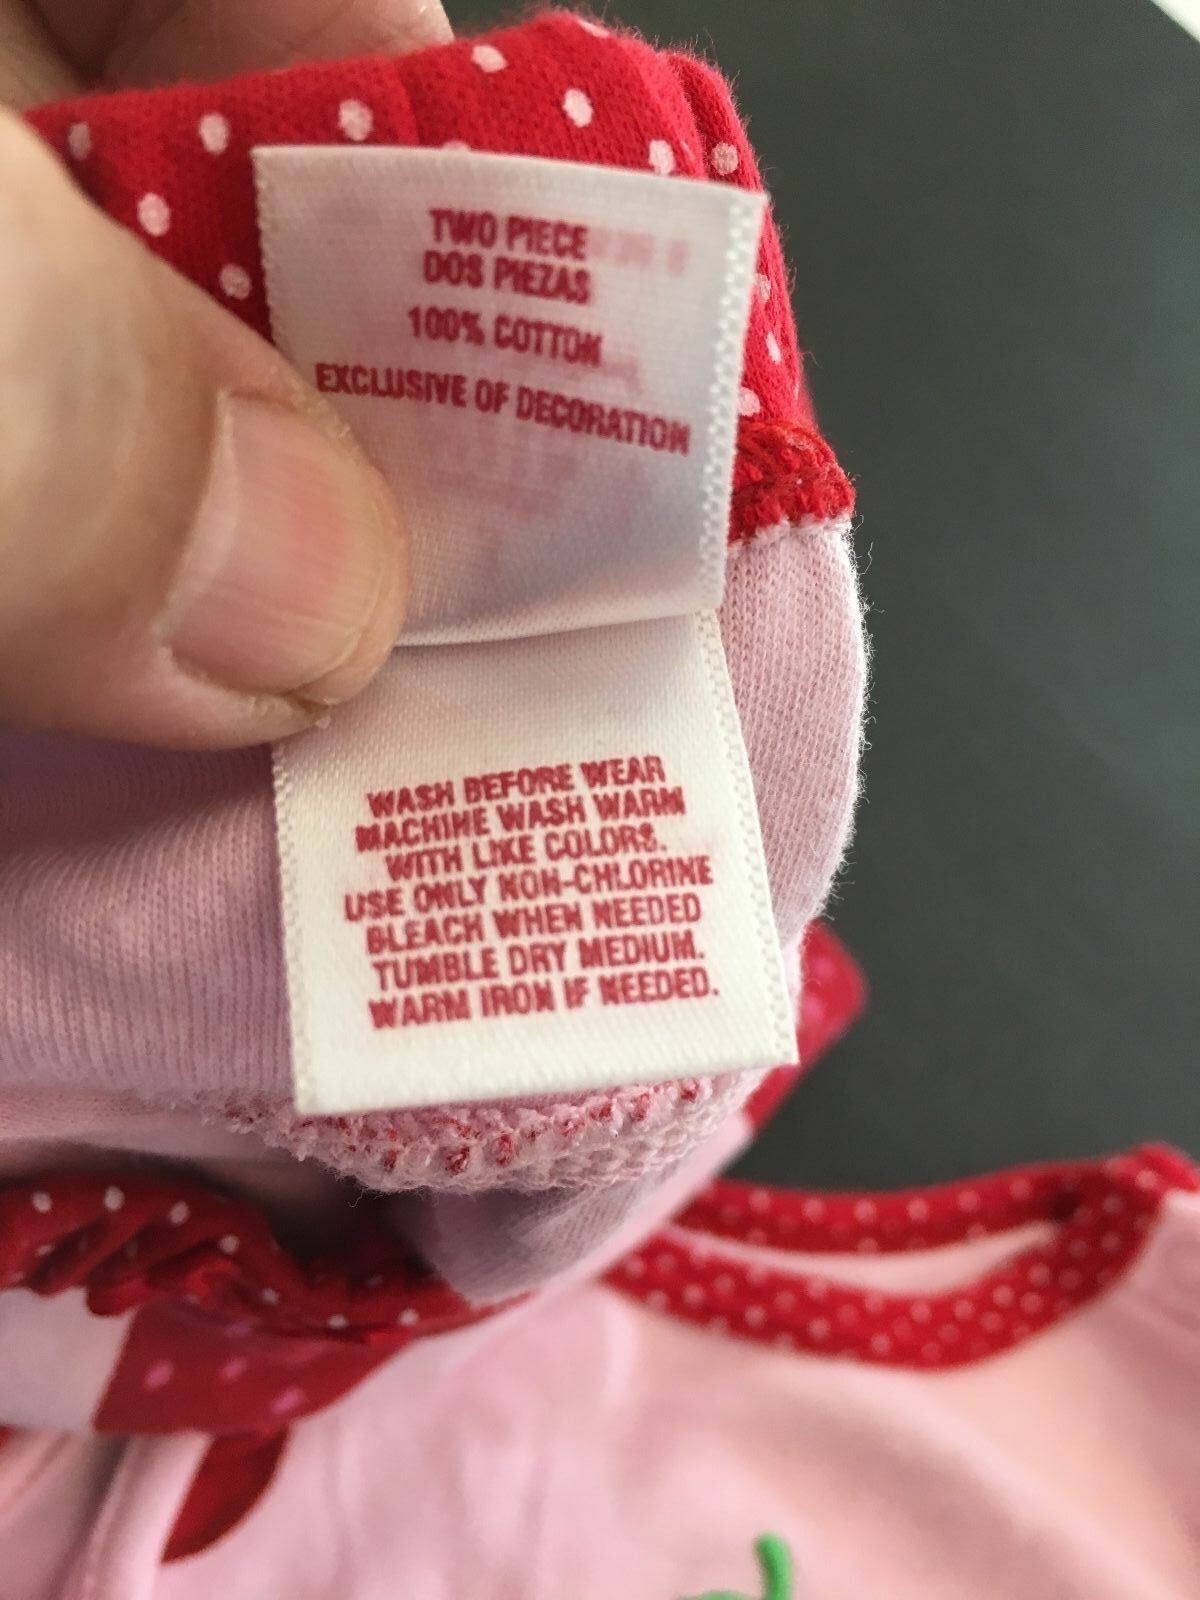 TWO PIECE
DOS PIEZAS
100% COTTON
EXCLUSIVE OF DECORATION
WASH BEFORE WEAR
MACHINE WASH WARM
WITH LIKE COLORS.
USE ONLY NON-CHLORINE
BLEACH WHEN NEEDED
TUMBLE DRY MEDIUM.
WARM IRON IF NEEDED.